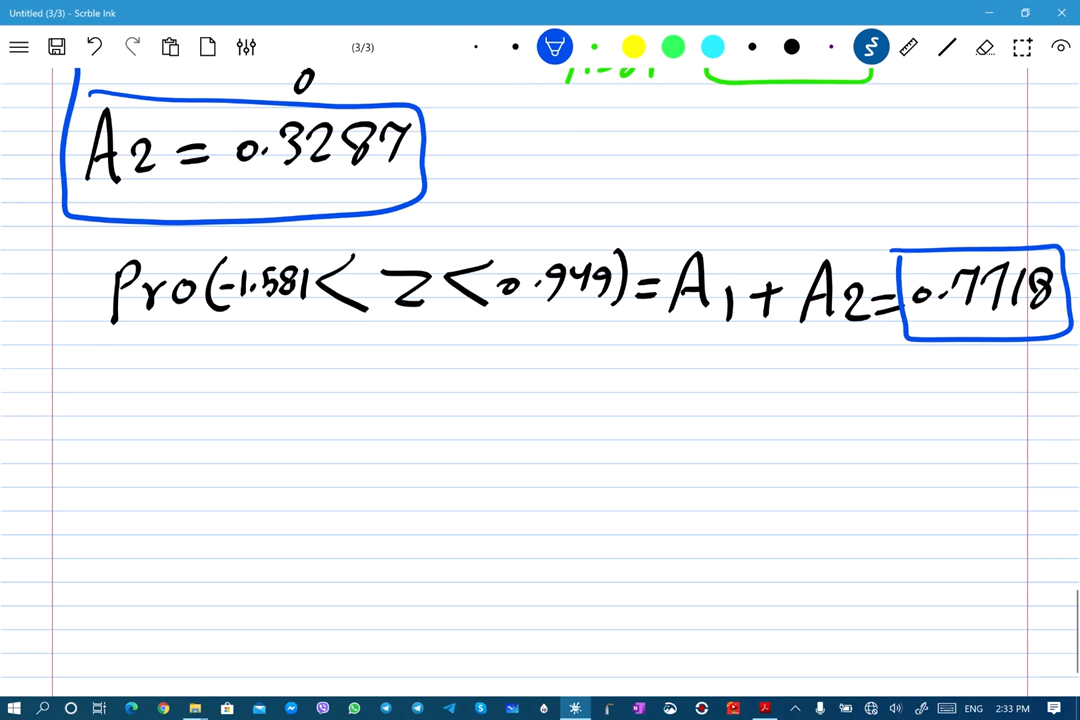 Untitled (3/3) - Scrble Ink
(3/3)
0
A2 = 0.3287
Pro(-1.581 < z < 0.949) = A1 + A2 = 0.7718
ENG 2:33 PM